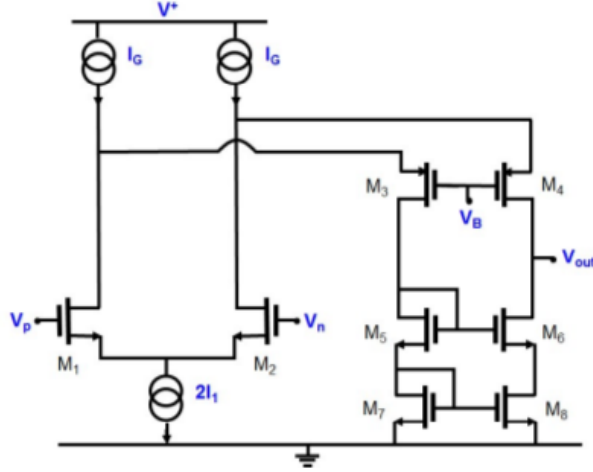 V⁺
I_G I_G
M₃ M₄
V_B
V_out
V_p V_n
M₁ M₂
M₅ M₆
2I₁
M₇ M₈